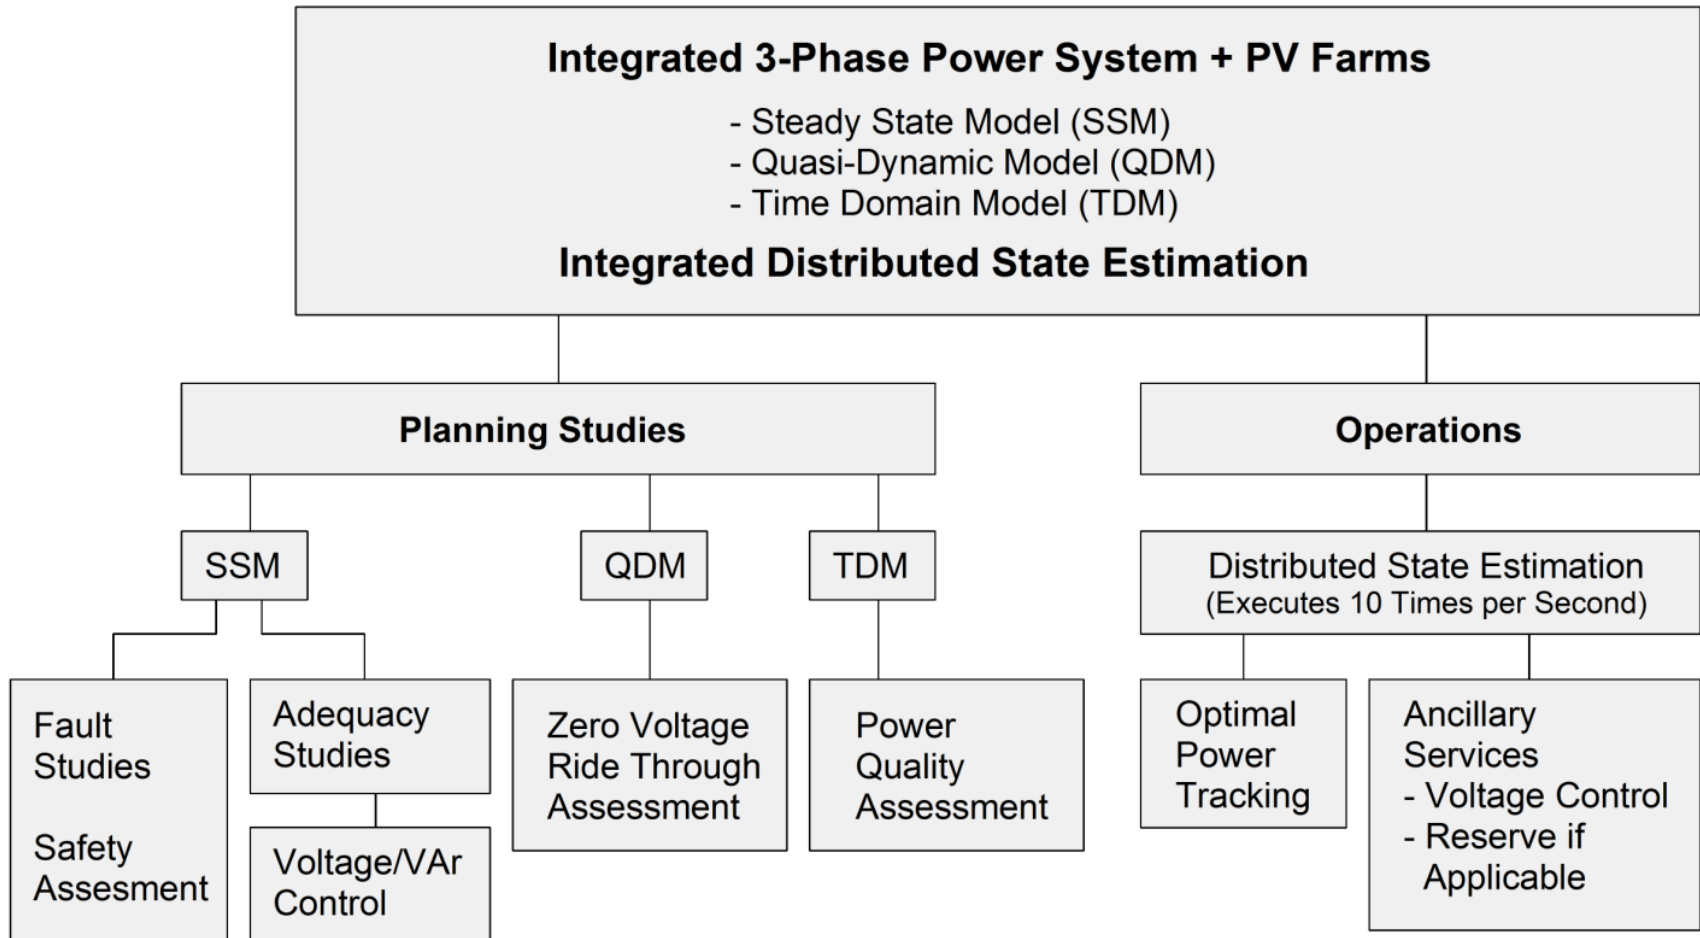 Integrated 3-Phase Power System + PV Farms
- Steady State Model (SSM)
- Quasi-Dynamic Model (QDM)
- Time Domain Model (TDM)
Integrated Distributed State Estimation
Planning Studies
Operations
SSM
QDM
TDM
Distributed State Estimation
(Executes 10 Times per Second)
Fault
Studies
Safety
Assesment
Adequacy
Studies
Voltage/VAr
Control
Zero Voltage
Ride Through
Assessment
Power
Quality
Assessment
Optimal
Power
Tracking
Ancillary
Services
- Voltage Control
- Reserve if
Applicable